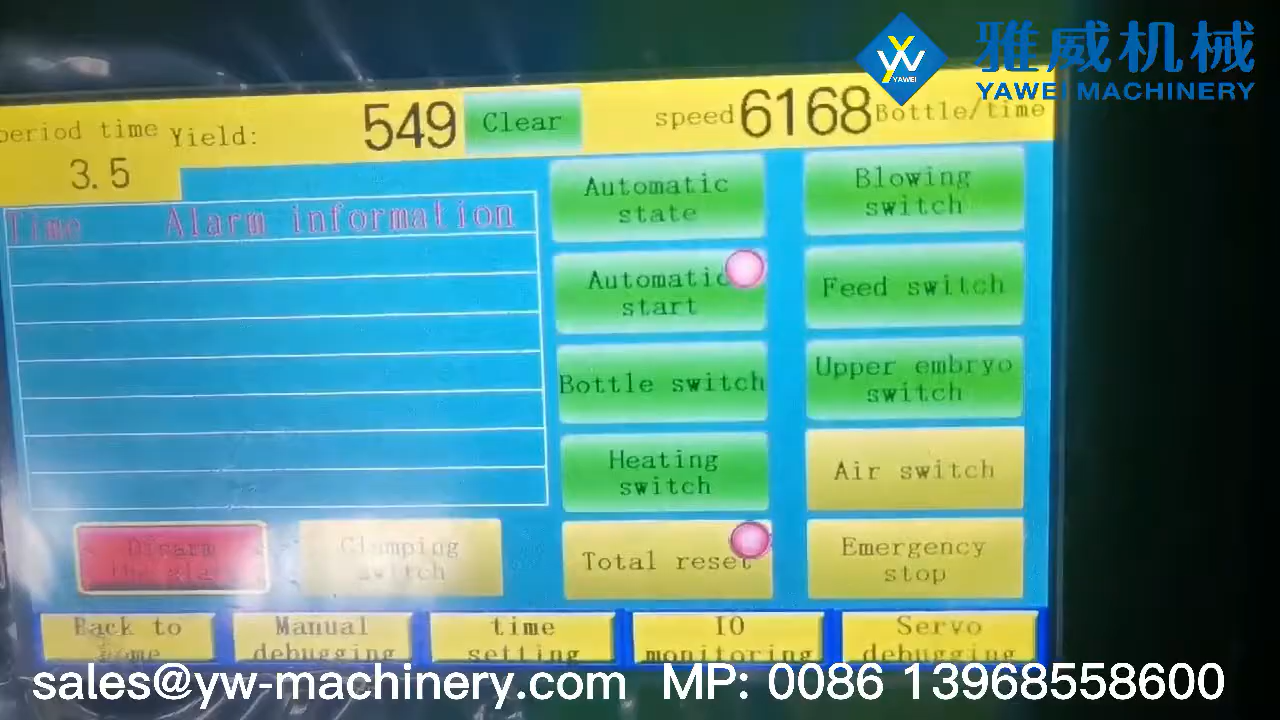 雅威机械
YAWEI
YAWEI MACHINERY
period time
Yield:
549
Clear
speed
6168
Bottle/time
3.5
Time
Alarm information
Automatic
state
Blowing
switch
Automatic
start
Feed switch
Bottle switch
Upper embryo
switch
Heating
switch
Air switch
Disarm
the
Clamping
switch
Total reset
Emergency
stop
Back to
home
Manual
debugging
time
setting
IO
monitoring
Servo
debugging
sales@yw-machinery.com MP: 0086 13968558600